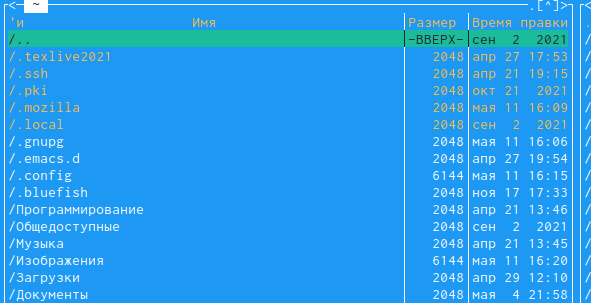 <─ ~ .[^]>
'и Имя Размер Время правки
/.. -ВВЕРХ- сен 2 2021
/.texlive2021 2048 апр 27 17:53
/.ssh 2048 апр 21 19:15
/.pki 2048 окт 21 2021
/.mozilla 2048 мая 11 16:09
/.local 2048 сен 2 2021
/.gnupg 2048 мая 11 16:06
/.emacs.d 2048 апр 27 19:54
/.config 6144 мая 11 16:15
/.bluefish 2048 ноя 17 17:33
/Программирование 2048 апр 21 13:46
/Общедоступные 2048 сен 2 2021
/Музыка 2048 апр 21 13:45
/Изображения 6144 мая 11 16:20
/Загрузки 2048 апр 29 12:10
/Документы 2048 мая 4 21:58